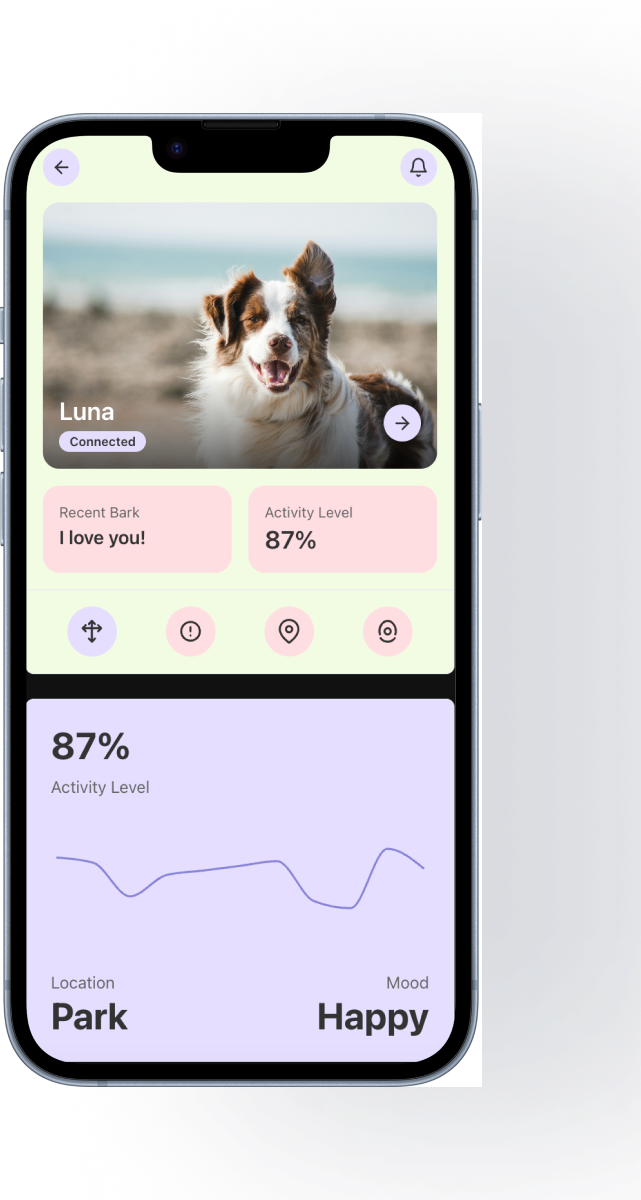 Luna
Connected
Recent Bark
I love you!
Activity Level
87%
87%
Activity Level
Location
Park
Mood
Happy